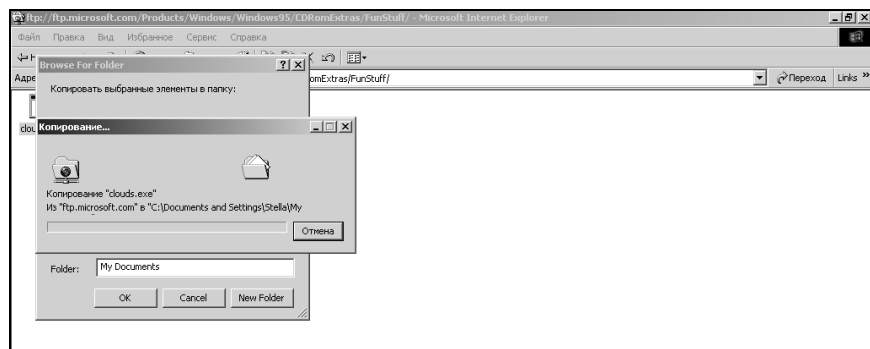 ftp://ftp.microsoft.com/Products/Windows/Windows95/CDRomExtras/FunStuff/ - Microsoft Internet Explorer
Файл Правка Вид Избранное Сервис Справка
Browse For Folder
omExtras/FunStuff/
Переход
Links »
Адре
Копировать выбранные элементы в папку:
clou
Копирование...
Копирование "clouds.exe"
Из "ftp.microsoft.com" в "C:\Documents and Settings\Stella\My
Отмена
Folder: My Documents
OK Cancel New Folder